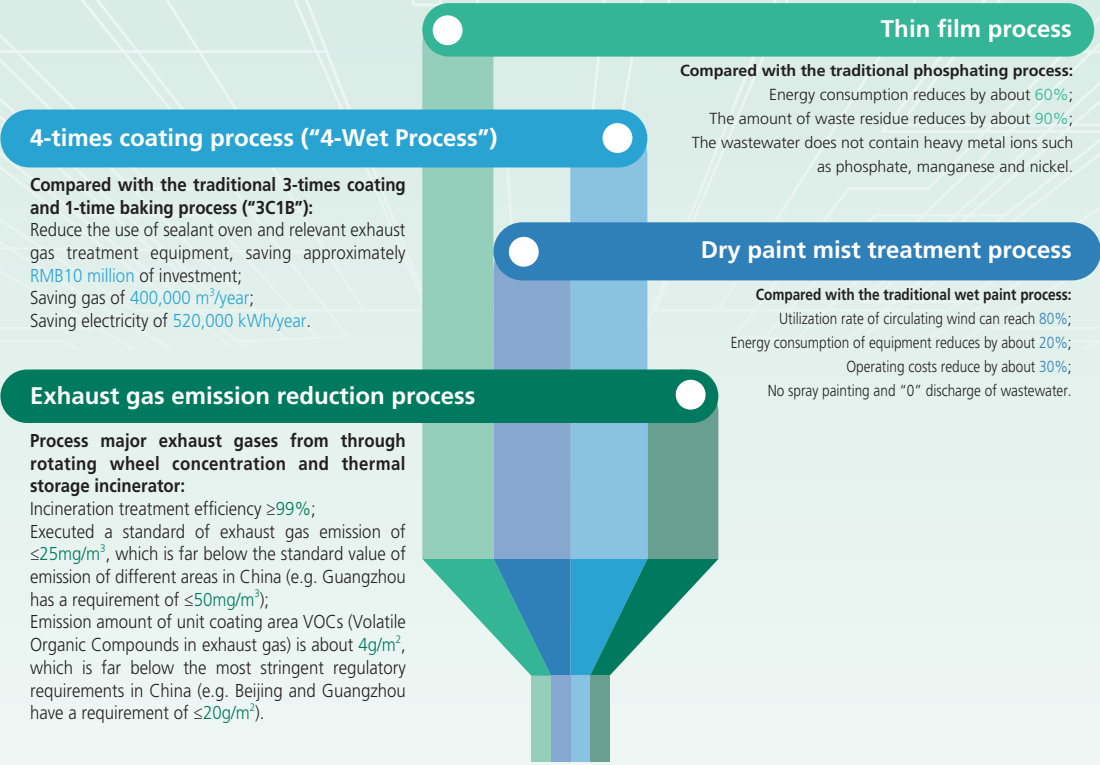 Thin film process
Compared with the traditional phosphating process:
Energy consumption reduces by about 60%;
The amount of waste residue reduces by about 90%;
The wastewater does not contain heavy metal ions such
as phosphate, manganese and nickel.
4-times coating process (“4-Wet Process”)
Compared with the traditional 3-times coating
and 1-time baking process (“3C1B”):
Reduce the use of sealant oven and relevant exhaust
gas treatment equipment, saving approximately
RMB10 million of investment;
Saving gas of 400,000 m³/year;
Saving electricity of 520,000 kWh/year.
Dry paint mist treatment process
Compared with the traditional wet paint process:
Utilization rate of circulating wind can reach 80%;
Energy consumption of equipment reduces by about 20%;
Operating costs reduce by about 30%;
No spray painting and “0” discharge of wastewater.
Exhaust gas emission reduction process
Process major exhaust gases from through
rotating wheel concentration and thermal
storage incinerator:
Incineration treatment efficiency ≥99%;
Executed a standard of exhaust gas emission of
≤25mg/m³, which is far below the standard value of
emission of different areas in China (e.g. Guangzhou
has a requirement of ≤50mg/m³);
Emission amount of unit coating area VOCs (Volatile
Organic Compounds in exhaust gas) is about 4g/m²,
which is far below the most stringent regulatory
requirements in China (e.g. Beijing and Guangzhou
have a requirement of ≤20g/m²).